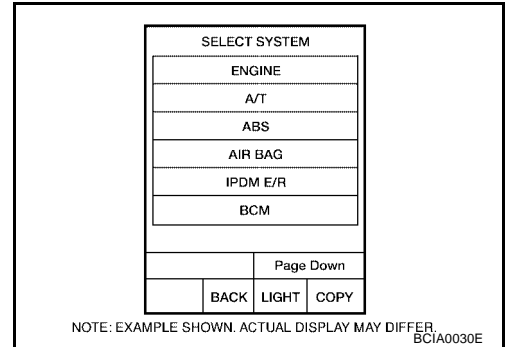 SELECT SYSTEM
ENGINE
A/T
ABS
AIR BAG
IPDM E/R
BCM
Page Down
BACK LIGHT COPY
NOTE: EXAMPLE SHOWN. ACTUAL DISPLAY MAY DIFFER.
BCIA0030E